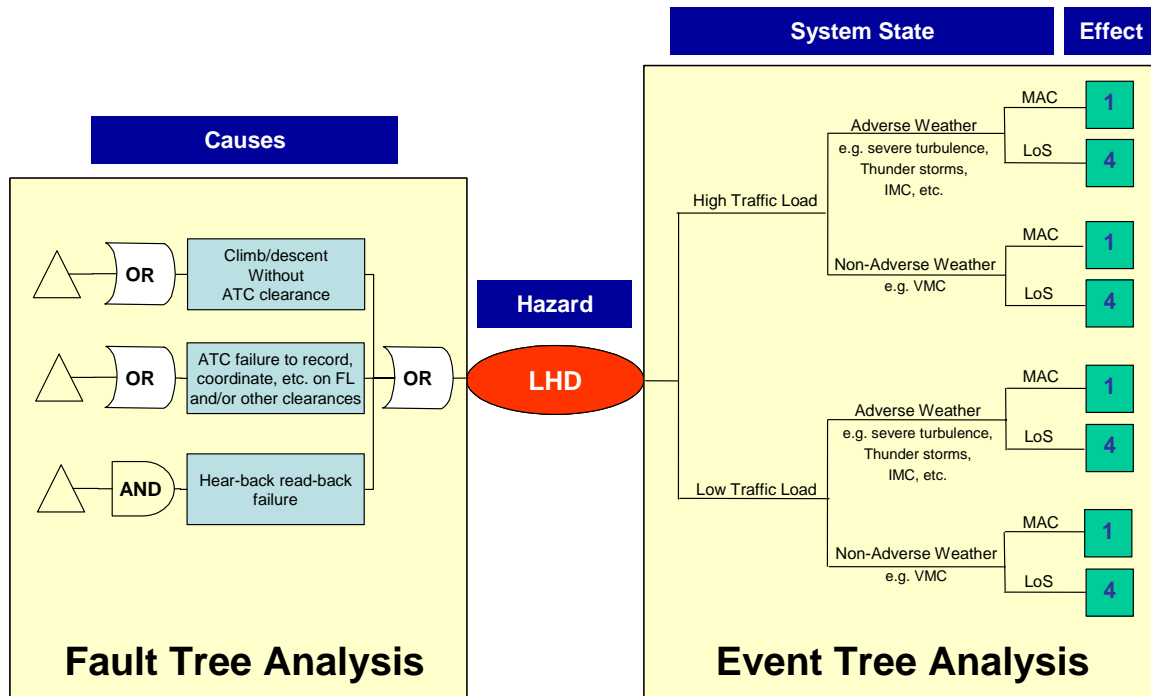 System State
Effect
Causes
OR
Climb/descent
Without
ATC clearance
OR
ATC failure to record,
coordinate, etc. on FL
and/or other clearances
AND
Hear-back read-back
failure
OR
Fault Tree Analysis
Hazard
LHD
High Traffic Load
Adverse Weather
e.g. severe turbulence,
Thunder storms,
IMC, etc.
MAC
1
LoS
4
Non-Adverse Weather
e.g. VMC
MAC
1
LoS
4
Low Traffic Load
Adverse Weather
e.g. severe turbulence,
Thunder storms,
IMC, etc.
MAC
1
LoS
4
Non-Adverse Weather
e.g. VMC
MAC
1
LoS
4
Event Tree Analysis